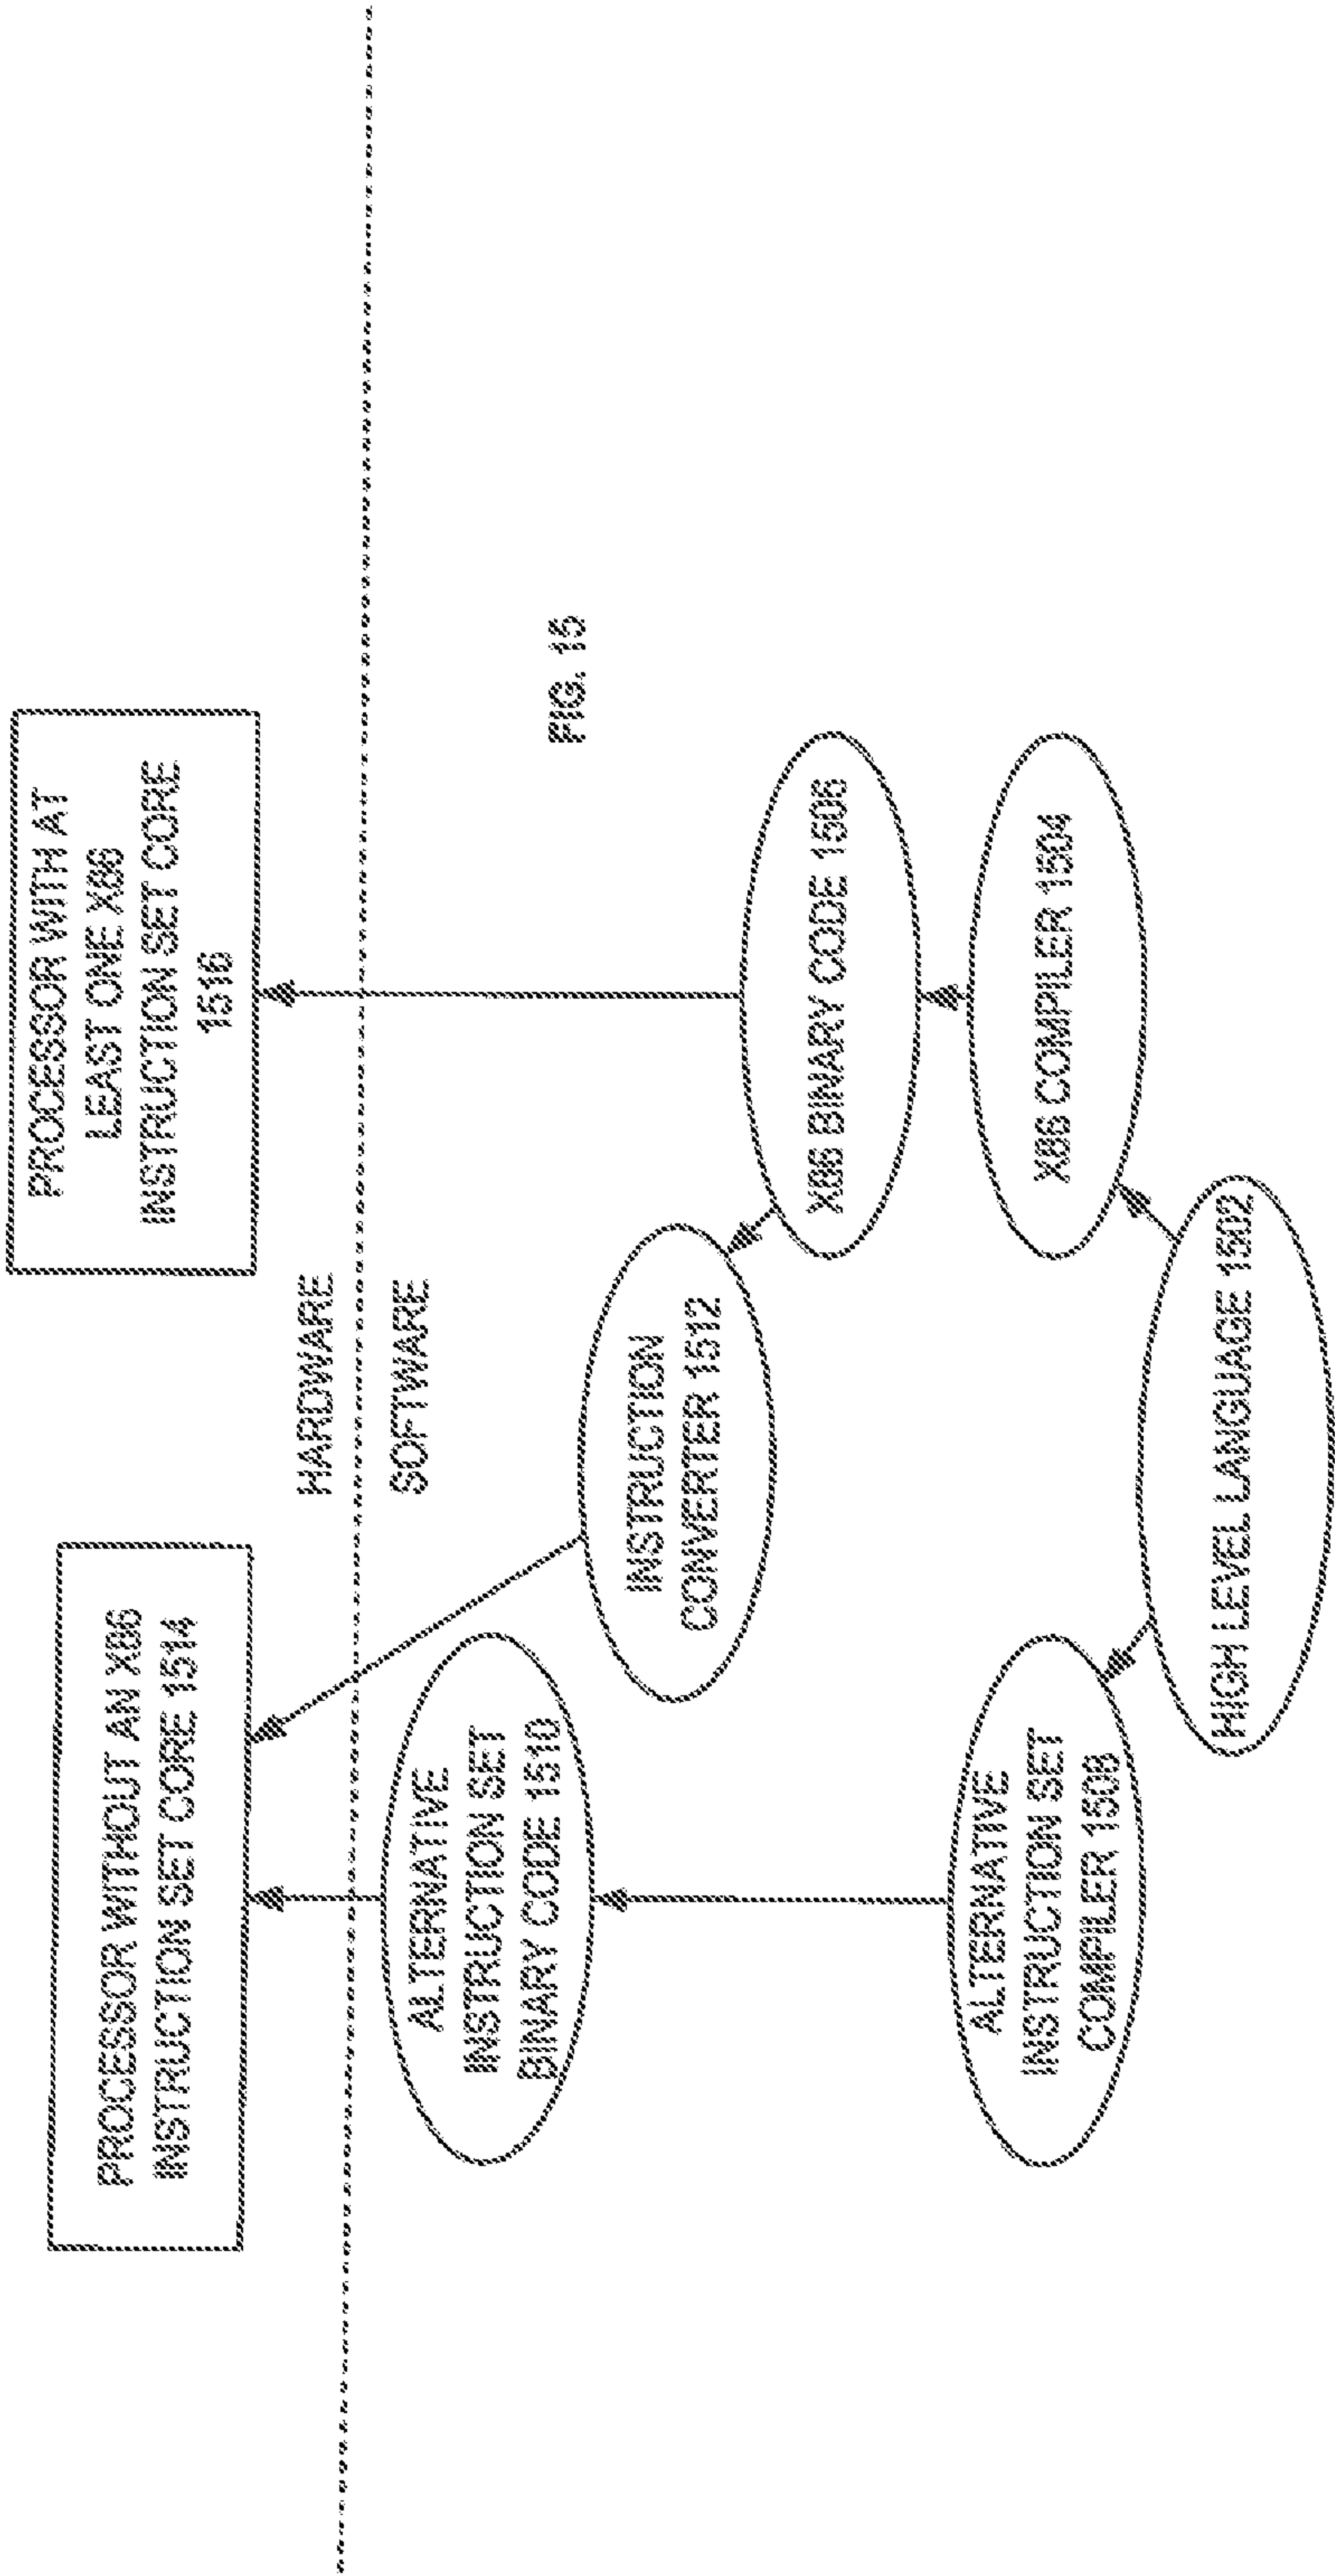 PROCESSOR WITHOUT AN X86
INSTRUCTION SET CORE 1514
PROCESSOR WITH AT
LEAST ONE X86
INSTRUCTION SET CORE
1516
HARDWARE
SOFTWARE
ALTERNATIVE
INSTRUCTION SET
BINARY CODE 1510
INSTRUCTION
CONVERTER 1512
FIG. 15
X86 BINARY CODE 1506
ALTERNATIVE
INSTRUCTION SET
COMPILER 1508
X86 COMPILER 1504
HIGH LEVEL LANGUAGE 1502